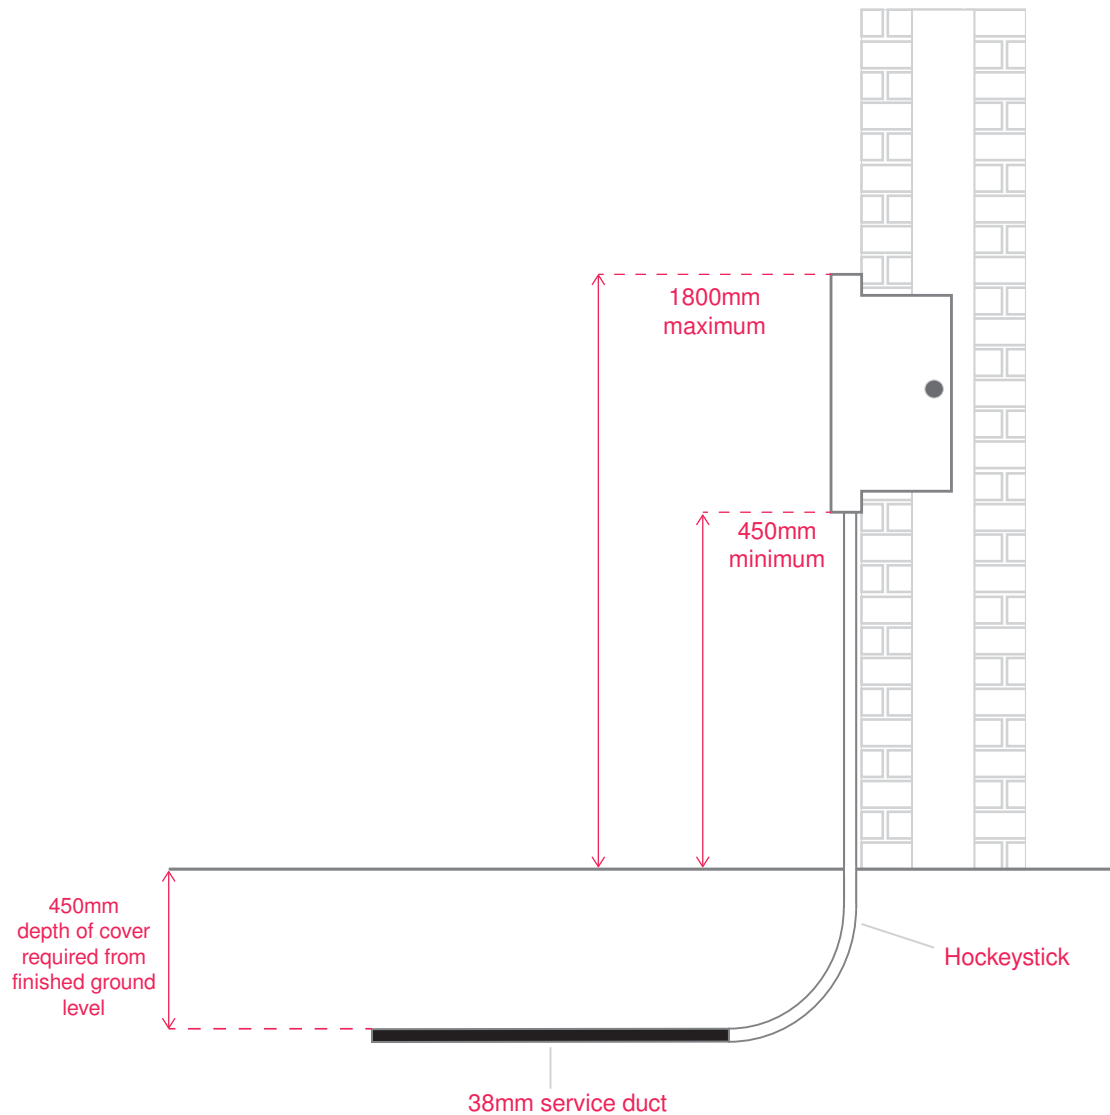 1800mm
maximum
450mm
minimum
450mm
depth of cover
required from
finished ground
level
Hockeystick
38mm service duct